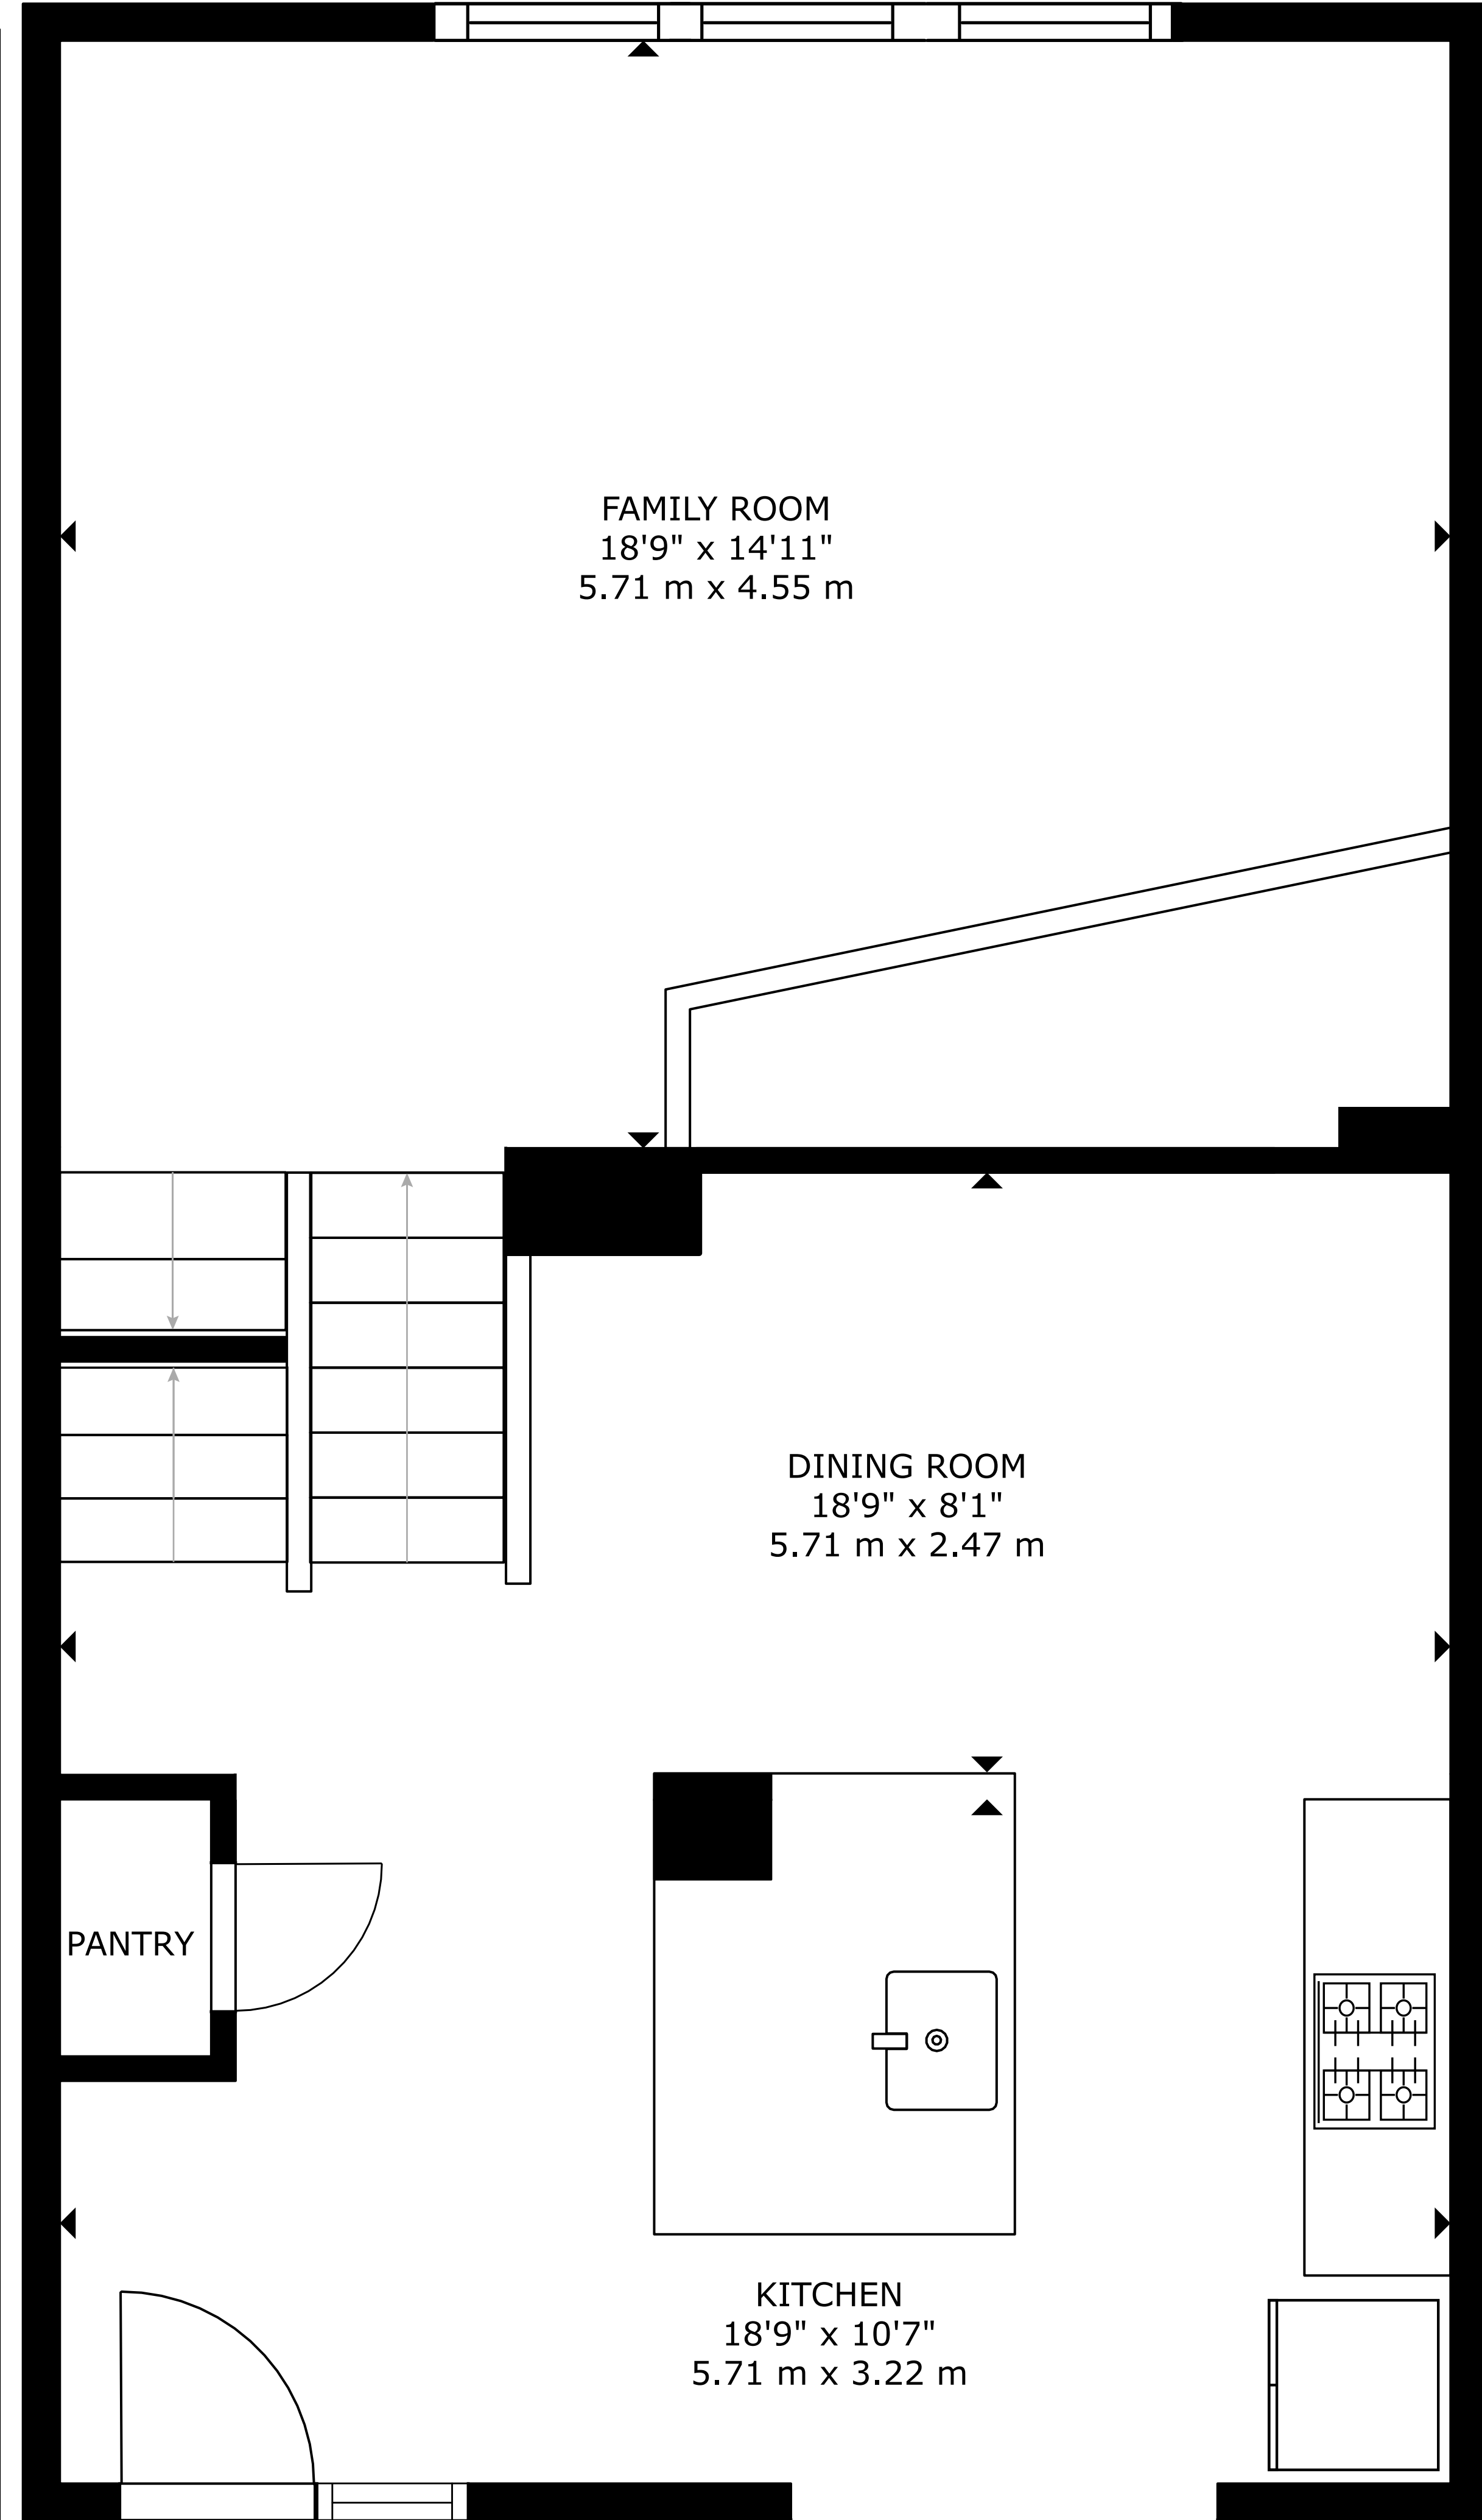 FAMILY ROOM
18'9" x 14'11"
5.71 m x 4.55 m
DINING ROOM
18'9" x 8'1"
5.71 m x 2.47 m
PANTRY
KITCHEN
18'9" x 10'7"
5.71 m x 3.22 m